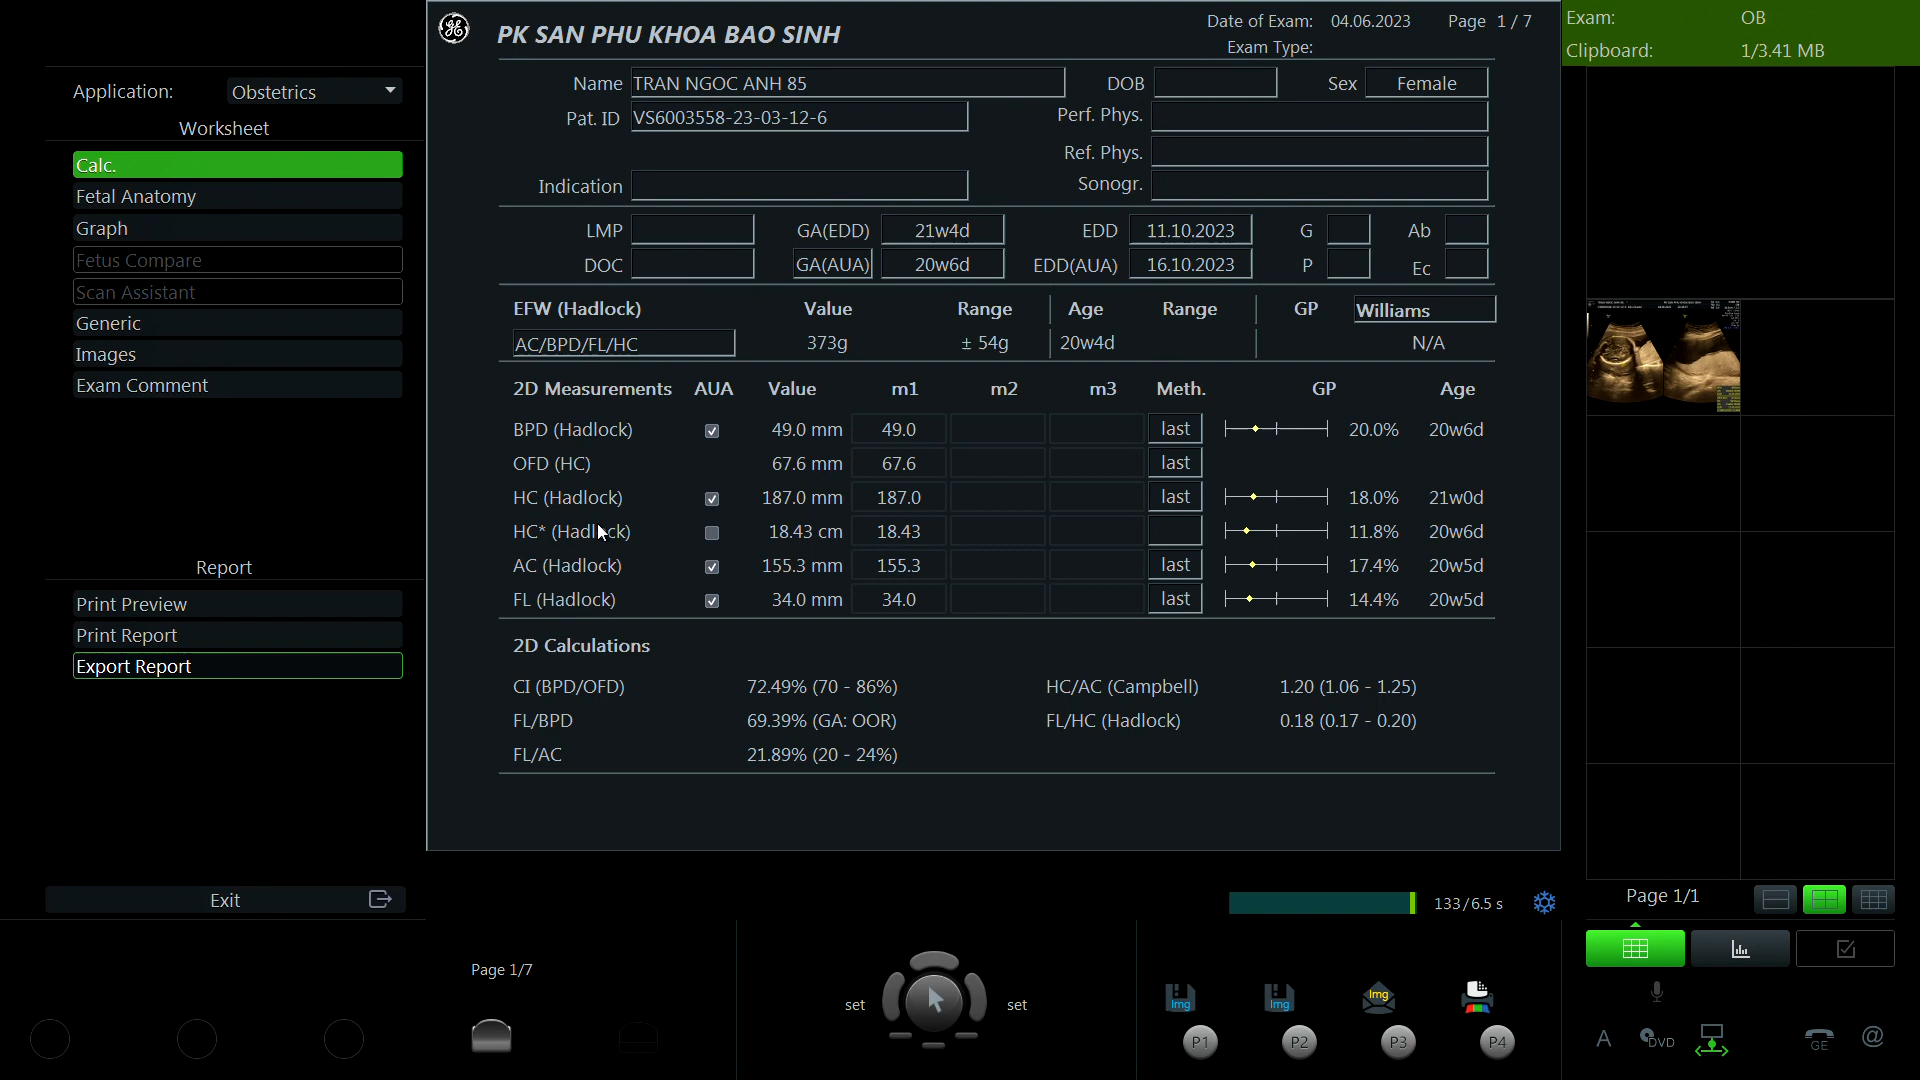 PK SAN PHU KHOA BAO SINH
Date of Exam: 04.06.2023 Page 1 / 7
Exam Type:
Exam: OB
Clipboard: 1/3.41 MB
Application: Obstetrics
Worksheet
Calc.
Fetal Anatomy
Graph
Fetus Compare
Scan Assistant
Generic
Images
Exam Comment
Report
Print Preview
Print Report
Export Report
Exit
Name TRAN NGOC ANH 85 DOB Sex Female
Pat. ID VS6003558-23-03-12-6 Perf. Phys.
Ref. Phys.
Indication Sonogr.
LMP GA(EDD) 21w4d EDD 11.10.2023 G Ab
DOC GA(AUA) 20w6d EDD(AUA) 16.10.2023 P Ec
EFW (Hadlock) Value Range Age Range GP Williams
AC/BPD/FL/HC 373g ± 54g 20w4d N/A
2D Measurements AUA Value m1 m2 m3 Meth. GP Age
BPD (Hadlock) 49.0 mm 49.0 last 20.0% 20w6d
OFD (HC) 67.6 mm 67.6 last
HC (Hadlock) 187.0 mm 187.0 last 18.0% 21w0d
HC* (Hadlock) 18.43 cm 18.43 11.8% 20w6d
AC (Hadlock) 155.3 mm 155.3 last 17.4% 20w5d
FL (Hadlock) 34.0 mm 34.0 last 14.4% 20w5d
2D Calculations
CI (BPD/OFD) 72.49% (70 - 86%) HC/AC (Campbell) 1.20 (1.06 - 1.25)
FL/BPD 69.39% (GA: OOR) FL/HC (Hadlock) 0.18 (0.17 - 0.20)
FL/AC 21.89% (20 - 24%)
133/6.5 s
Page 1/1
Page 1/7
set set
Img Img Img
P1 P2 P3 P4
A DVD GE @